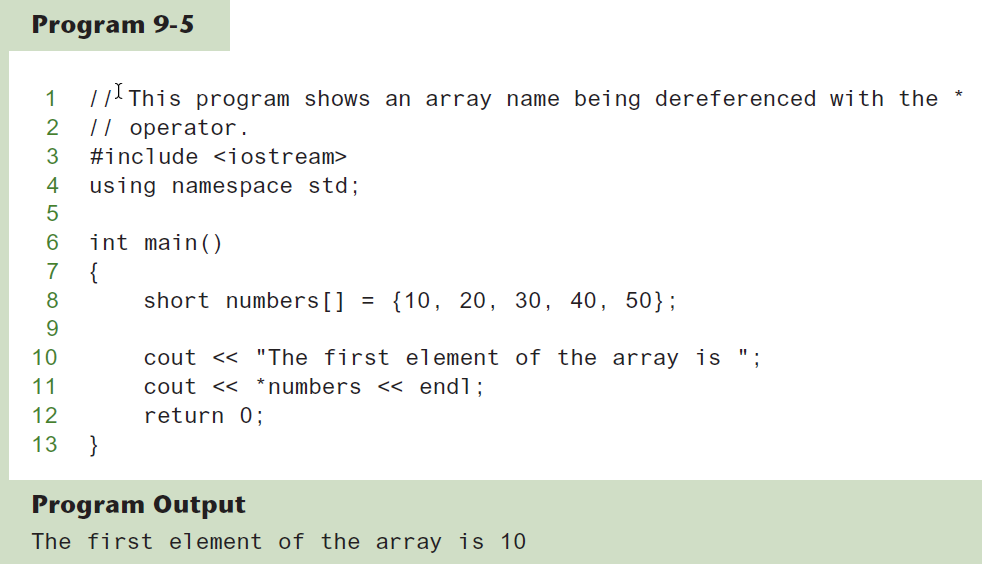 Program 9-5
1 // This program shows an array name being dereferenced with the *
2 // operator.
3 #include <iostream>
4 using namespace std;
5
6 int main()
7 {
8 short numbers[] = {10, 20, 30, 40, 50};
9
10 cout << "The first element of the array is ";
11 cout << *numbers << endl;
12 return 0;
13 }
Program Output
The first element of the array is 10